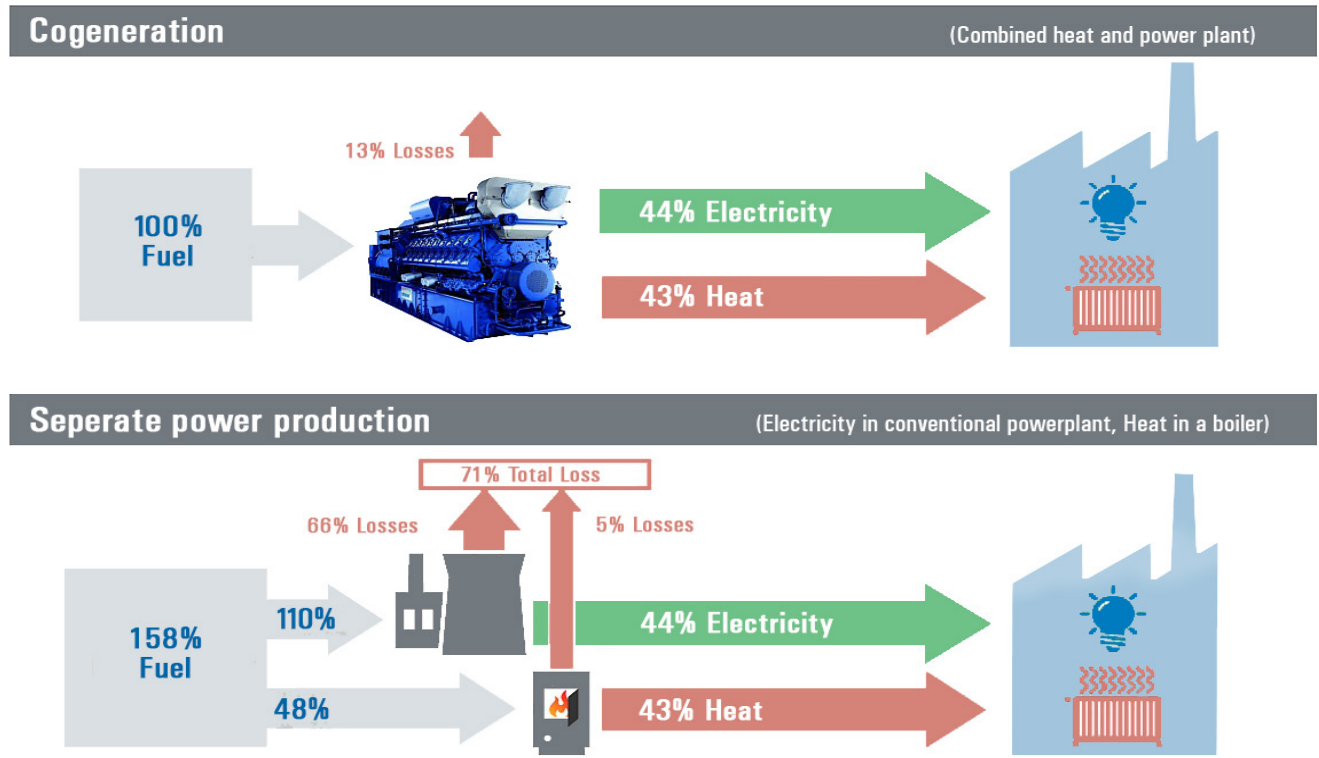 Cogeneration
(Combined heat and power plant)
13% Losses
100%
Fuel
44% Electricity
43% Heat
Seperate power production
(Electricity in conventional powerplant, Heat in a boiler)
71% Total Loss
66% Losses
5% Losses
158%
Fuel
110%
44% Electricity
48%
43% Heat